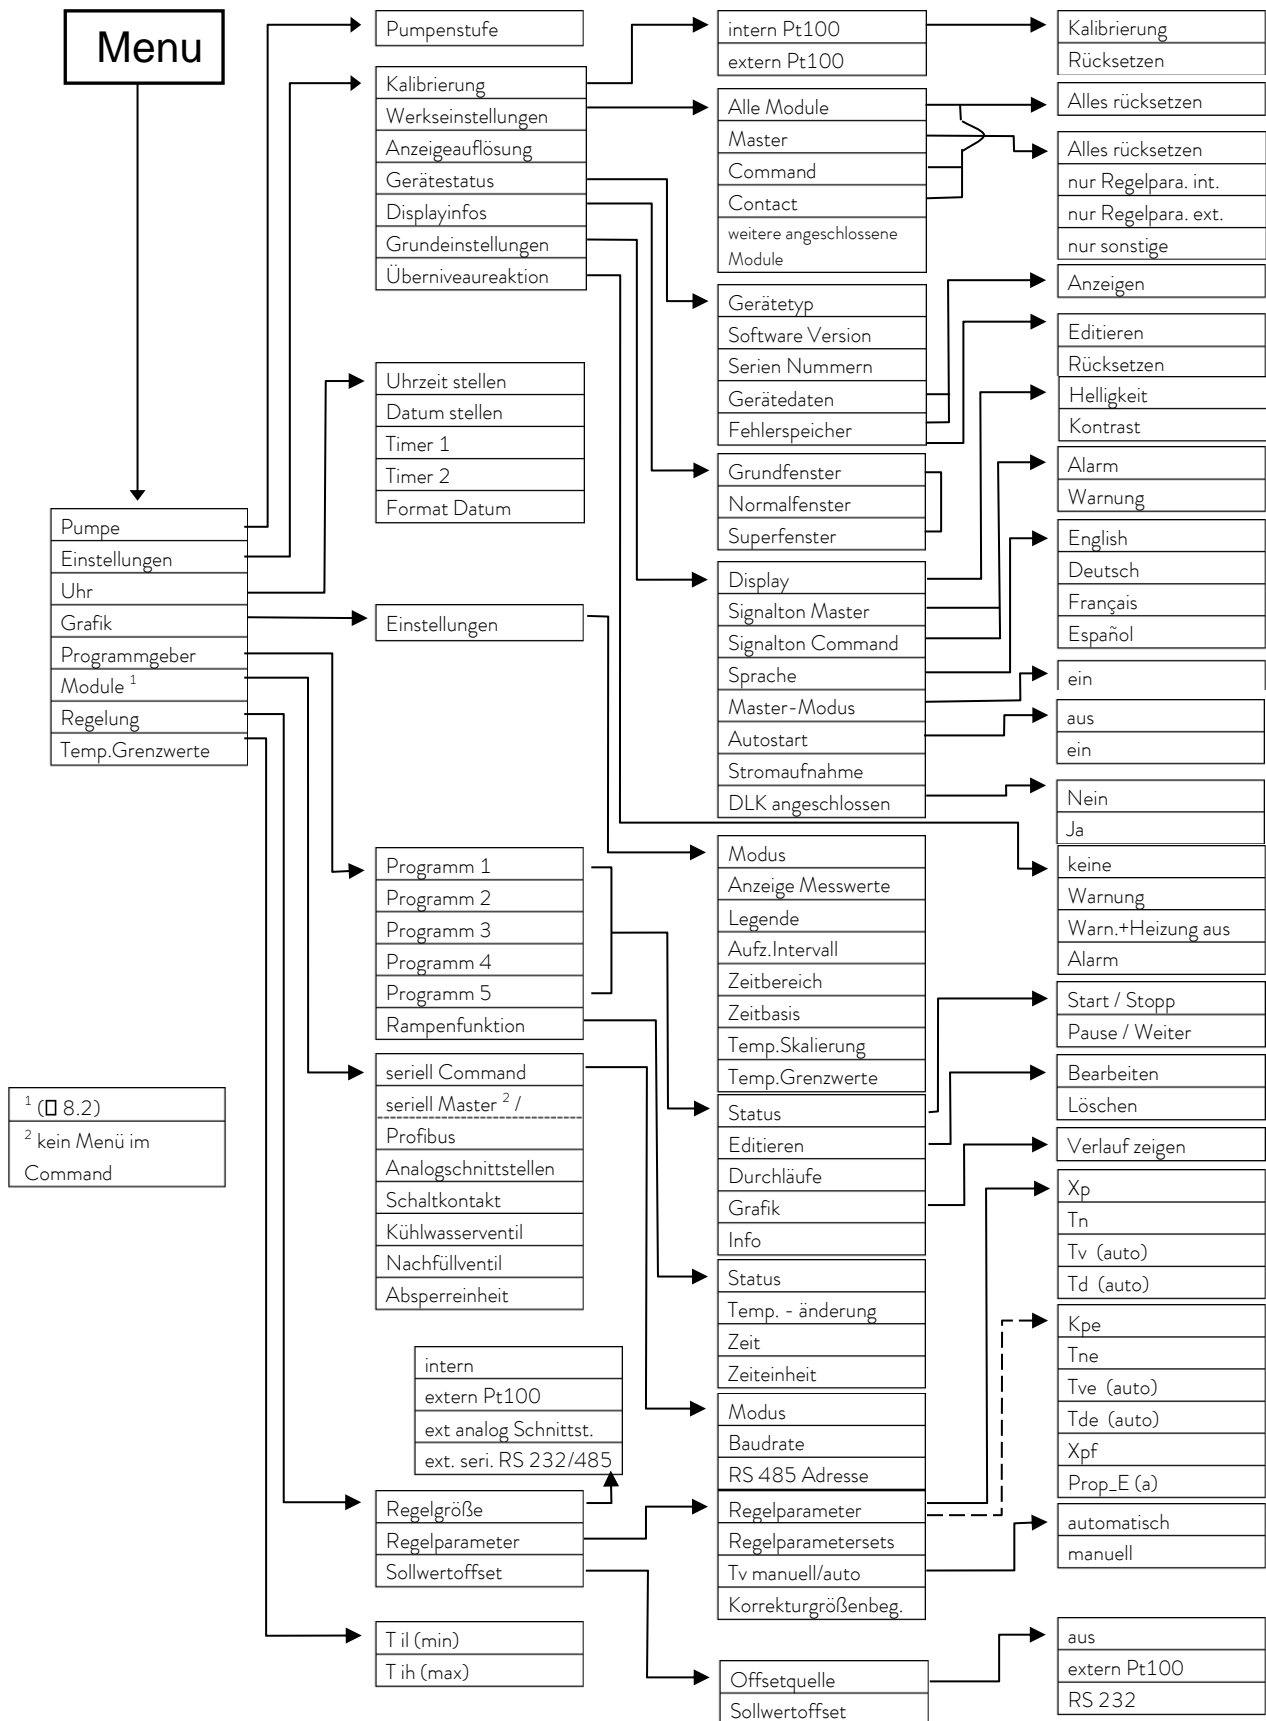 Menu
Pumpe
Einstellungen
Uhr
Grafik
Programmgeber
Module ¹
Regelung
Temp.Grenzwerte
¹ (▯ 8.2)
² kein Menü im
Command
Pumpenstufe
Kalibrierung
Werkseinstellungen
Anzeigeauflösung
Gerätestatus
Displayinfos
Grundeinstellungen
Überniveaureaktion
Uhrzeit stellen
Datum stellen
Timer 1
Timer 2
Format Datum
Einstellungen
Programm 1
Programm 2
Programm 3
Programm 4
Programm 5
Rampenfunktion
seriell Command
seriell Master ² /
Profibus
Analogschnittstellen
Schaltkontakt
Kühlwasserventil
Nachfüllventil
Absperreinheit
intern
extern Pt100
ext analog Schnittst.
ext. seri. RS 232/485
Regelgröße
Regelparameter
Sollwertoffset
T il (min)
T ih (max)
intern Pt100
extern Pt100
Alle Module
Master
Command
Contact
weitere angeschlossene
Module
Gerätetyp
Software Version
Serien Nummern
Gerätedaten
Fehlerspeicher
Grundfenster
Normalfenster
Superfenster
Display
Signalton Master
Signalton Command
Sprache
Master-Modus
Autostart
Stromaufnahme
DLK angeschlossen
Modus
Anzeige Messwerte
Legende
Aufz.Intervall
Zeitbereich
Zeitbasis
Temp.Skalierung
Temp.Grenzwerte
Status
Editieren
Durchläufe
Grafik
Info
Status
Temp. - änderung
Zeit
Zeiteinheit
Modus
Baudrate
RS 485 Adresse
Regelparameter
Regelparametersets
Tv manuell/auto
Korrekturgrößenbeg.
Offsetquelle
Sollwertoffset
Kalibrierung
Rücksetzen
Alles rücksetzen
Alles rücksetzen
nur Regelpara. int.
nur Regelpara. ext.
nur sonstige
Anzeigen
Editieren
Rücksetzen
Helligkeit
Kontrast
Alarm
Warnung
English
Deutsch
Français
Español
ein
aus
ein
Nein
Ja
keine
Warnung
Warn.+Heizung aus
Alarm
Start / Stopp
Pause / Weiter
Bearbeiten
Löschen
Verlauf zeigen
Xp
Tn
Tv (auto)
Td (auto)
Kpe
Tne
Tve (auto)
Tde (auto)
Xpf
Prop_E (a)
automatisch
manuell
aus
extern Pt100
RS 232